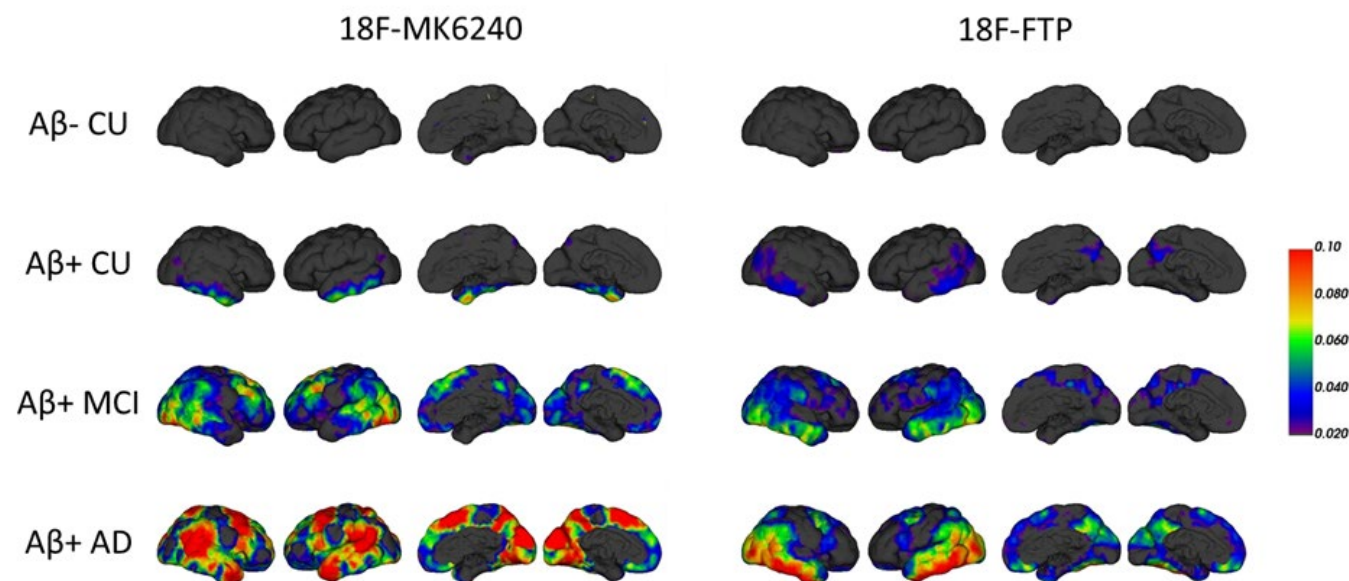 18F-MK6240 18F-FTP
Aβ- CU
Aβ+ CU
0.10
0.080
Aβ+ MCI
0.060
0.040
0.020
Aβ+ AD